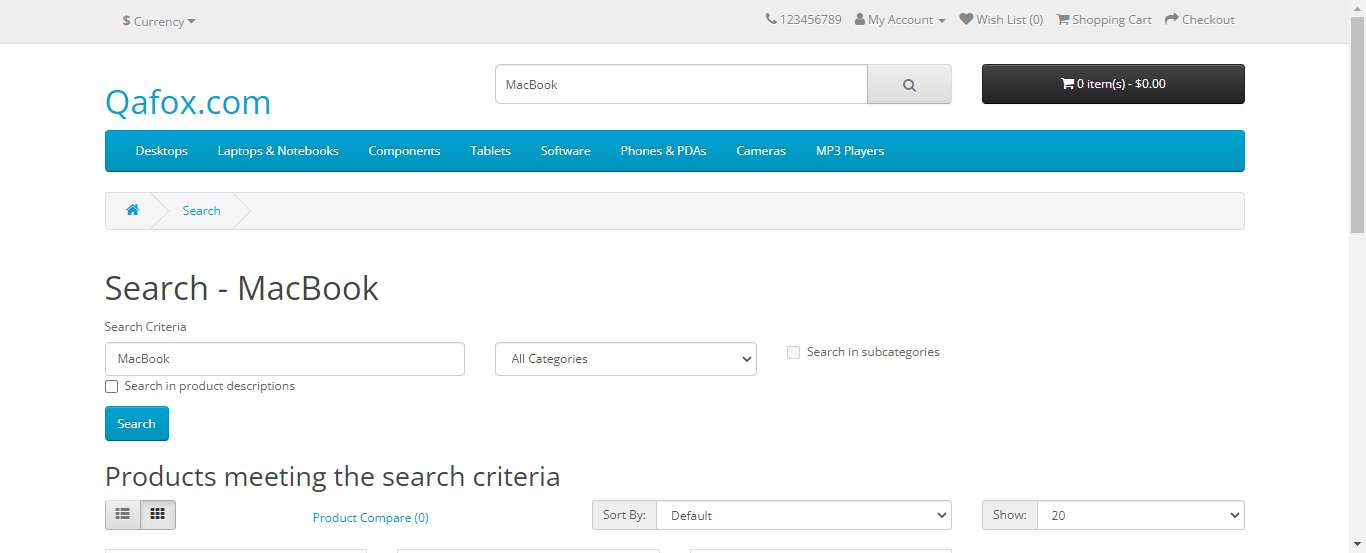 $ Currency
123456789 My Account Wish List (0) Shopping Cart Checkout
Qafox.com
MacBook
0 item(s) - $0.00
Desktops Laptops & Notebooks Components Tablets Software Phones & PDAs Cameras MP3 Players
Search
Search - MacBook
Search Criteria
MacBook
All Categories
Search in subcategories
Search in product descriptions
Search
Products meeting the search criteria
Product Compare (0)
Sort By: Default
Show: 20